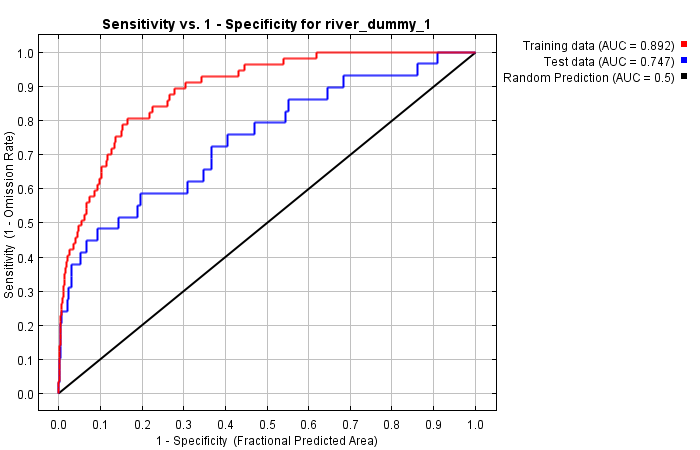 Sensitivity vs. 1 - Specificity for river_dummy_1
Training data (AUC = 0.892)
Test data (AUC = 0.747)
Random Prediction (AUC = 0.5)
Sensitivity (1 - Omission Rate)
1.0
0.9
0.8
0.7
0.6
0.5
0.4
0.3
0.2
0.1
0.0
0.0 0.1 0.2 0.3 0.4 0.5 0.6 0.7 0.8 0.9 1.0
1 - Specificity (Fractional Predicted Area)